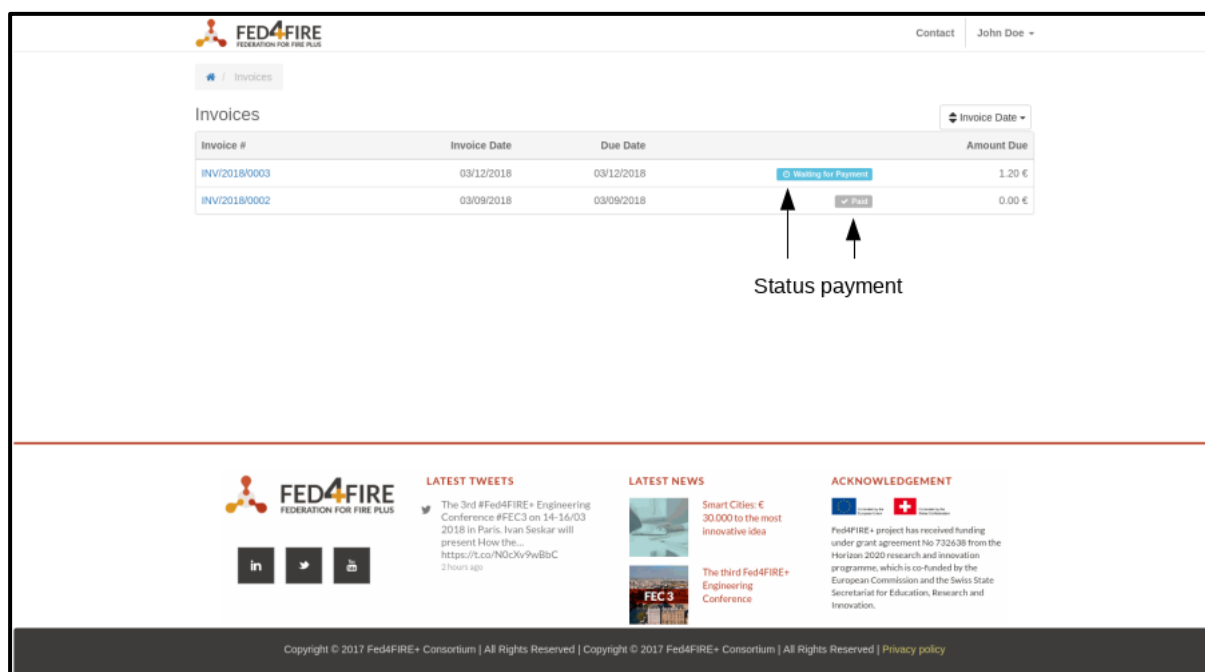 FED4FIRE
FEDERATION FOR FIRE PLUS
Contact
John Doe
/ Invoices
Invoices
Invoice Date
Invoice # Invoice Date Due Date Amount Due
INV/2018/0003 03/12/2018 03/12/2018 Waiting for Payment 1.20 €
INV/2018/0002 03/09/2018 03/09/2018 Paid 0.00 €
Status payment
FED4FIRE
FEDERATION FOR FIRE PLUS
in
LATEST TWEETS
The 3rd #Fed4FIRE+ Engineering
Conference #FEC3 on 14-16/03
2018 in Paris. Ivan Seskar will
present How the...
https://t.co/N0cXv9wBbC
2 hours ago
LATEST NEWS
Smart Cities: €
30.000 to the most
innovative idea
FEC 3
The third Fed4FIRE+
Engineering
Conference
ACKNOWLEDGEMENT
Fed4FIRE+ project has received funding
under grant agreement No 732638 from the
Horizon 2020 research and innovation
programme, which is co-funded by the
European Commission and the Swiss State
Secretariat for Education, Research and
Innovation.
Copyright © 2017 Fed4FIRE+ Consortium | All Rights Reserved | Copyright © 2017 Fed4FIRE+ Consortium | All Rights Reserved | Privacy policy